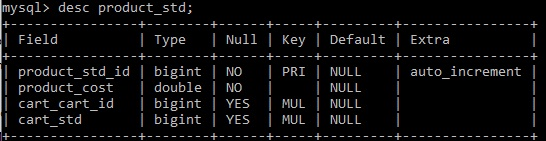 mysql> desc product_std;
+----------------+--------+------+-----+---------+----------------+
| Field          | Type   | Null | Key | Default | Extra          |
+----------------+--------+------+-----+---------+----------------+
| product_std_id | bigint | NO   | PRI | NULL    | auto_increment |
| product_cost   | double | NO   |     | NULL    |                |
| cart_cart_id   | bigint | YES  | MUL | NULL    |                |
| cart_std       | bigint | YES  | MUL | NULL    |                |
+----------------+--------+------+-----+---------+----------------+